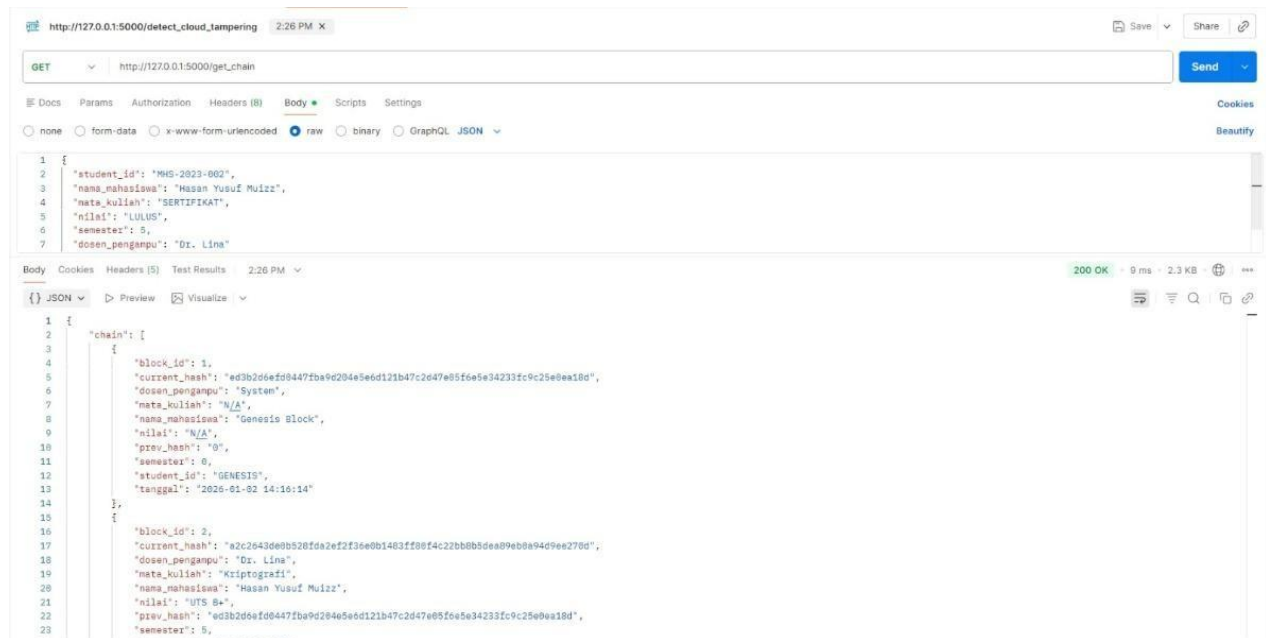 http://127.0.0.1:5000/detect_cloud_tampering 2:26 PM X Save Share
GET http://127.0.0.1:5000/get_chain Send
Docs Params Authorization Headers (8) Body Scripts Settings Cookies
none form-data x-www-form-urlencoded raw binary GraphQL JSON Beautify
1 {
2 "student_id": "MHS-2023-002",
3 "nama_mahasiswa": "Hasan Yusuf Muizz",
4 "mata_kuliah": "SERTIFIKAT",
5 "nilai": "LULUS",
6 "semester": 5,
7 "dosen_pengampu": "Dr. Lina"
Body Cookies Headers (5) Test Results 2:26 PM 200 OK 9 ms 2.3 KB
{} JSON Preview Visualize
1 {
2 "chain": [
3 {
4 "block_id": 1,
5 "current_hash":
6 "dosen_pengampu": "System",
7 "mata_kuliah": "N/A",
8 "nama_mahasiswa": "Genesis Block",
9 "nilai": "N/A",
10 "prev_hash": "0",
11 "semester": 0,
12 "student_id": "GENESIS",
13 "tanggal": "2026-01-02 14:16:14"
14 },
15 {
16 "block_id": 2,
17 "current_hash":
18 "dosen_pengampu": "Dr. Lina",
19 "mata_kuliah": "Kriptografi",
20 "nama_mahasiswa": "Hasan Yusuf Muizz",
21 "nilai": "UTS B+",
22 "prev_hash":
23 "semester": 5,